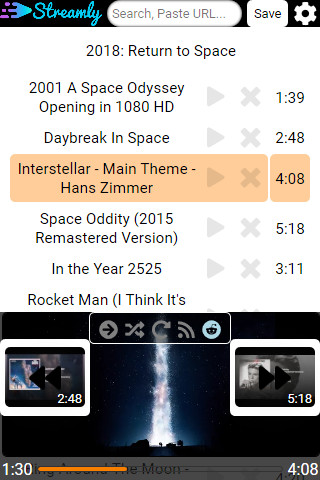 Streamly
Search, Paste URL...
Save
2018: Return to Space
2001 A Space Odyssey
Opening in 1080 HD
1:39
Daybreak In Space
2:48
Interstellar - Main Theme -
Hans Zimmer
4:08
Space Oddity (2015
Remastered Version)
5:18
In the Year 2525
3:11
Rocket Man (I Think It's
2:48
5:18
1:30
4:08
ng Around The Moon -